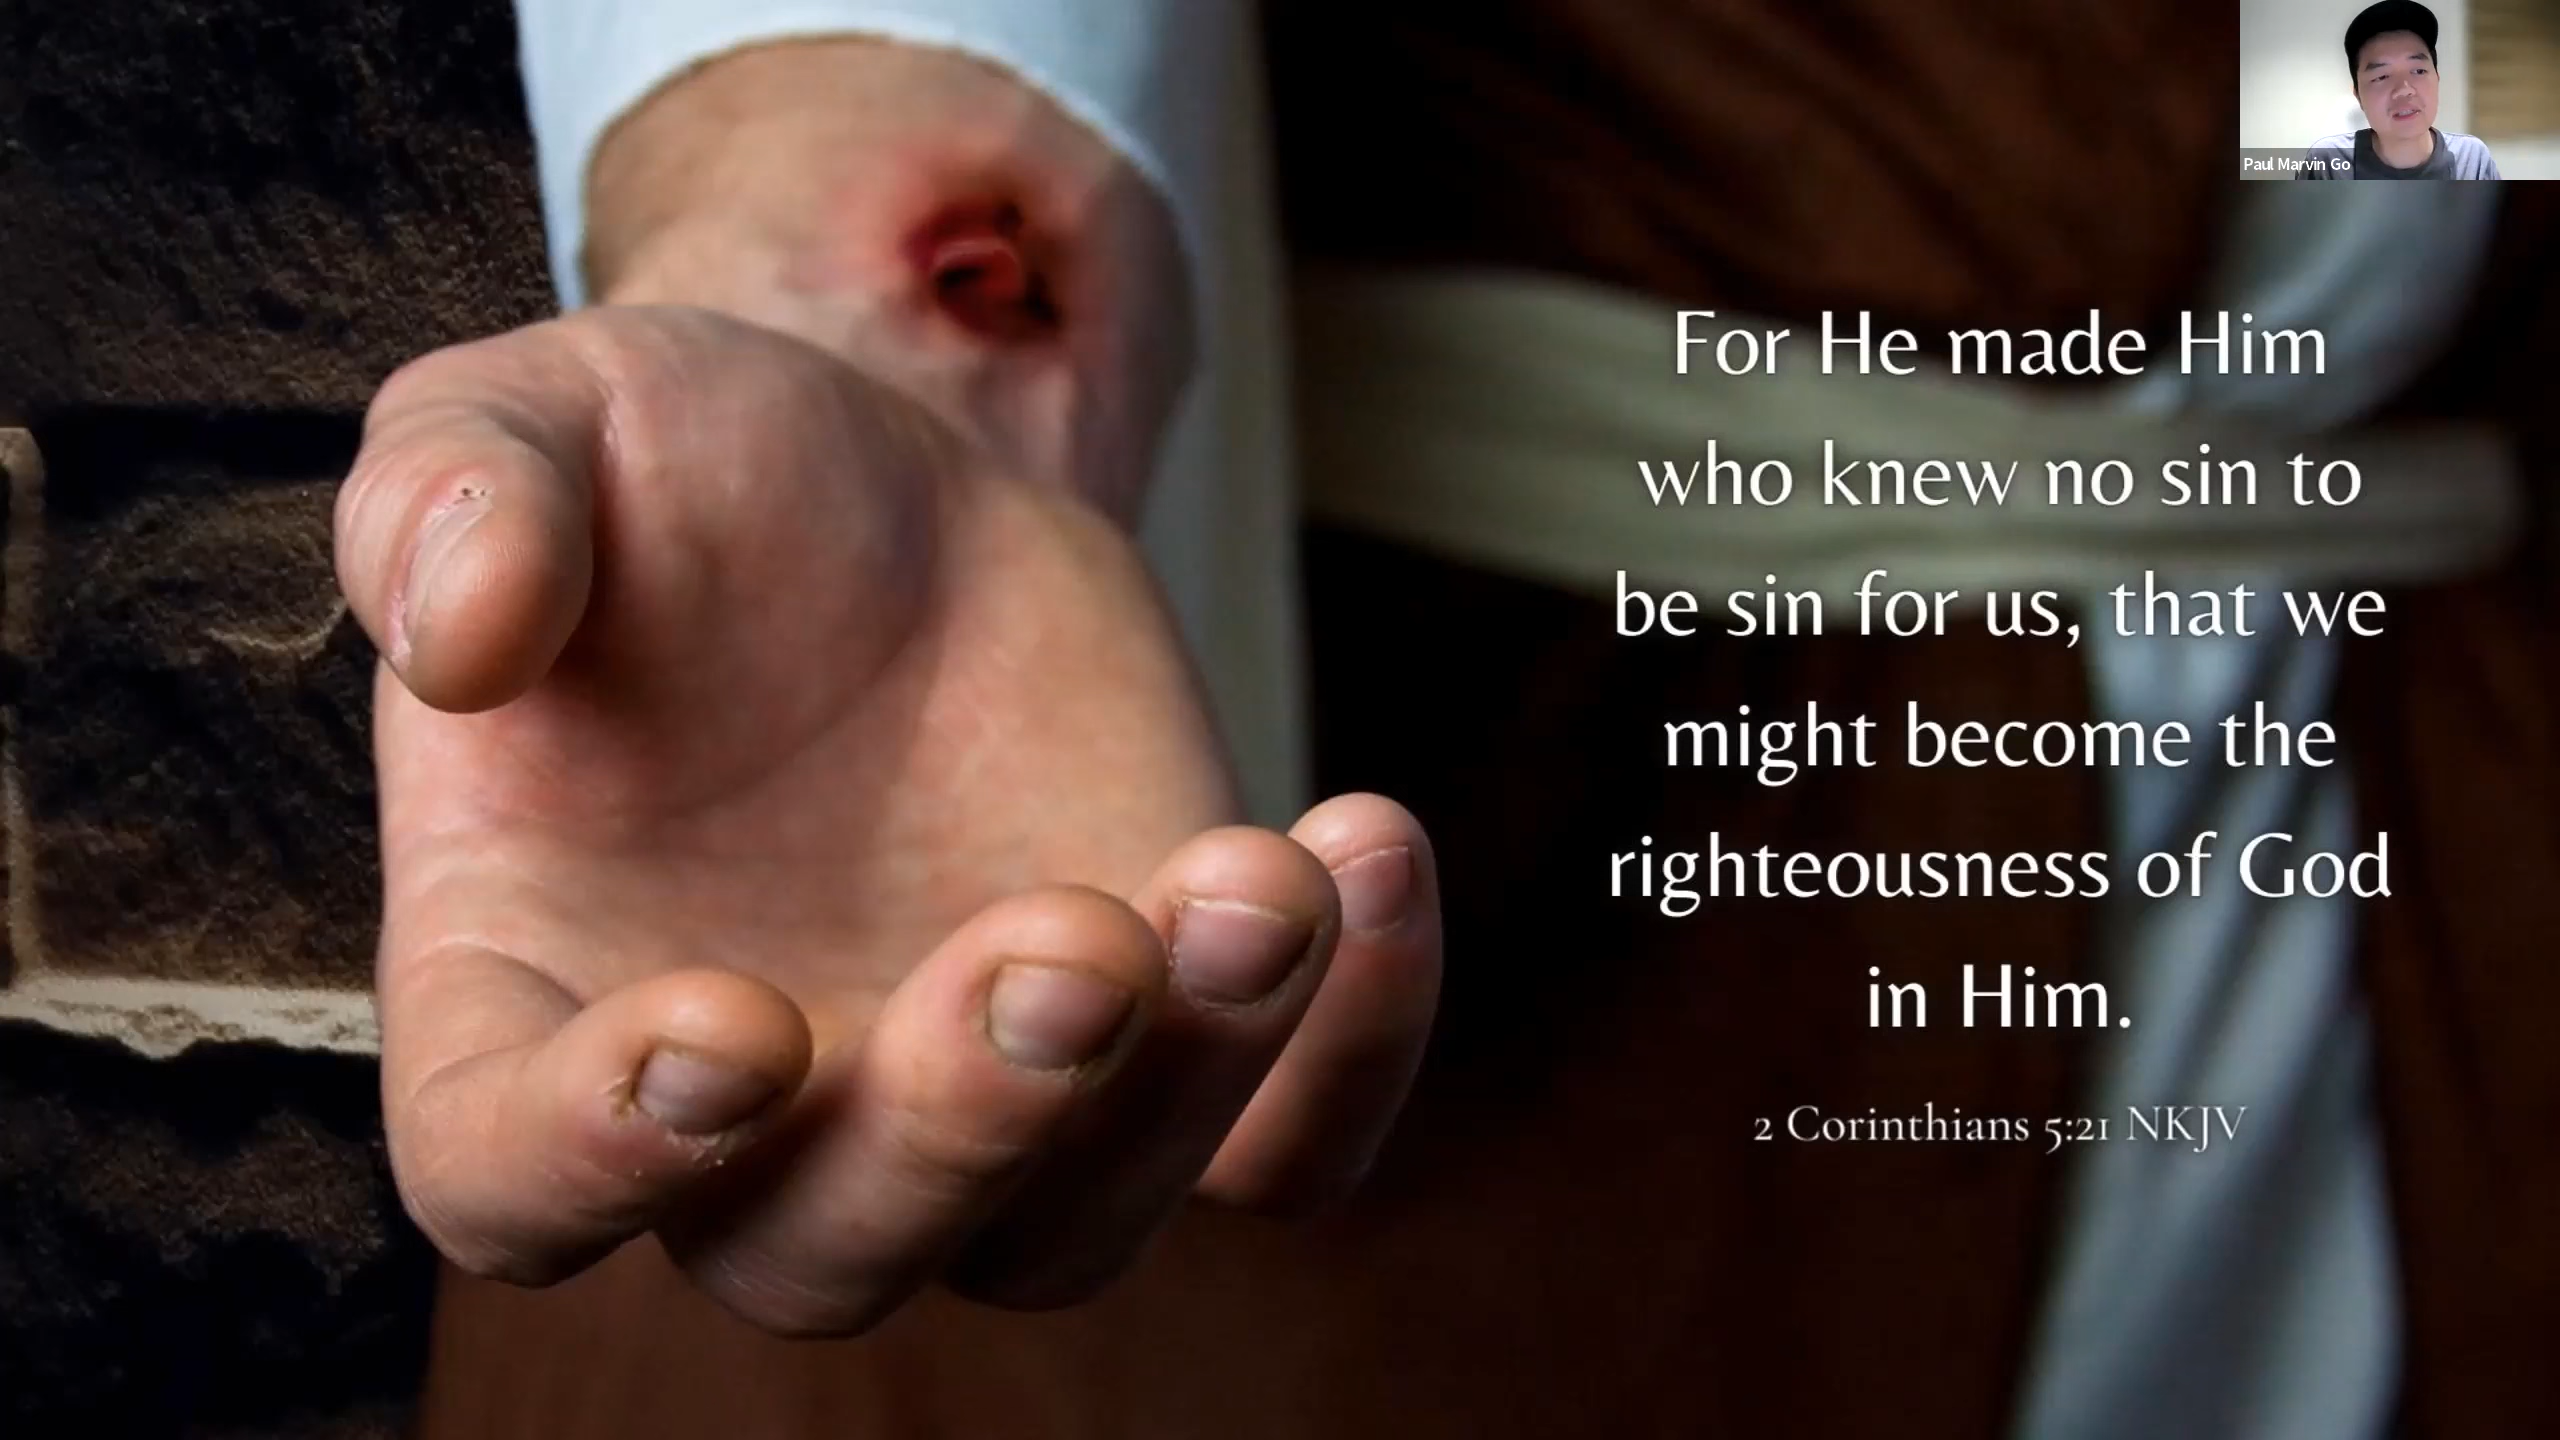 Paul Marvin Go
For He made Him
who knew no sin to
be sin for us, that we
might become the
righteousness of God
in Him.
2 Corinthians 5:21 NKJV